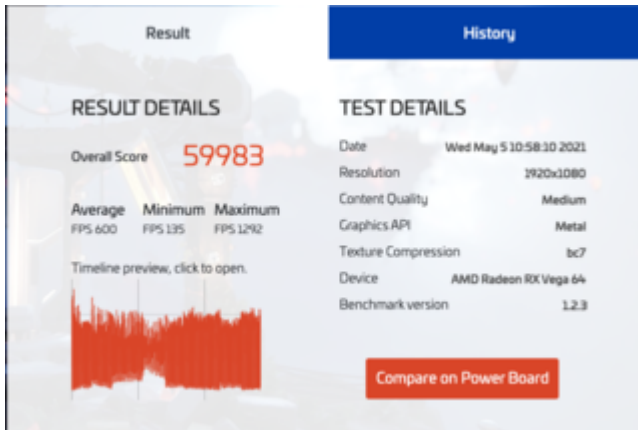 Result
History
RESULT DETAILS
Overall Score 59983
Average Minimum Maximum
FPS 600 FPS 135 FPS 1292
Timeline preview, click to open.
TEST DETAILS
Date Wed May 5 10:58:10 2021
Resolution 1920x1080
Content Quality Medium
Graphics API Metal
Texture Compression bc7
Device AMD Radeon RX Vega 64
Benchmark version 1.2.3
Compare on Power Board